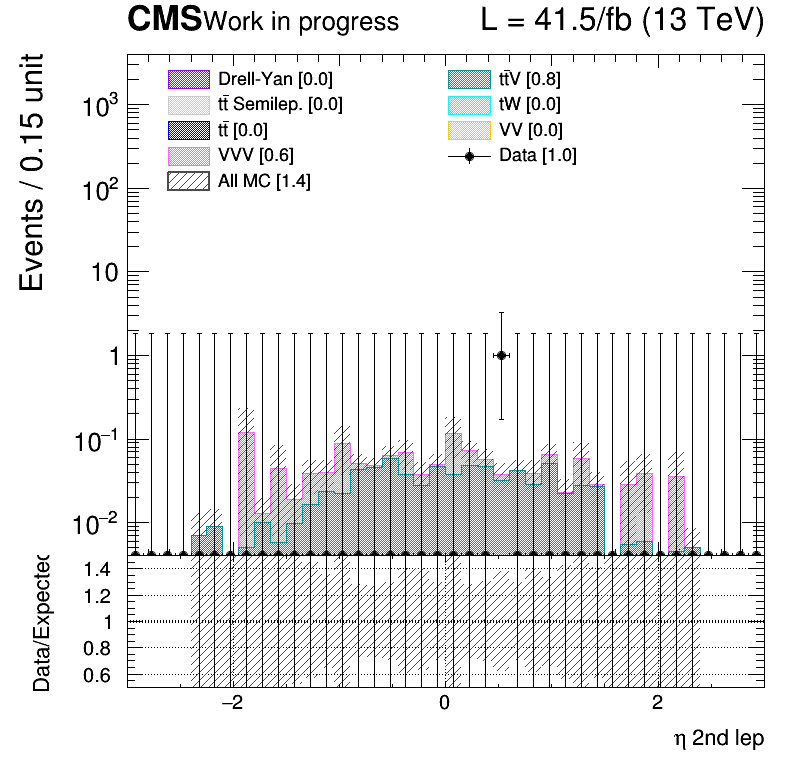 CMS Work in progress L = 41.5/fb (13 TeV)
Events / 0.15 unit
Drell-Yan [0.0]
tt̄ Semilep. [0.0]
tt̄ [0.0]
VVV [0.6]
All MC [1.4]
tt̄V [0.8]
tW [0.0]
VV [0.0]
Data [1.0]
10³
10²
10
1
10⁻¹
10⁻²
Data/Expected
1.4
1.2
1
0.8
0.6
−2 0 2
η 2nd lep